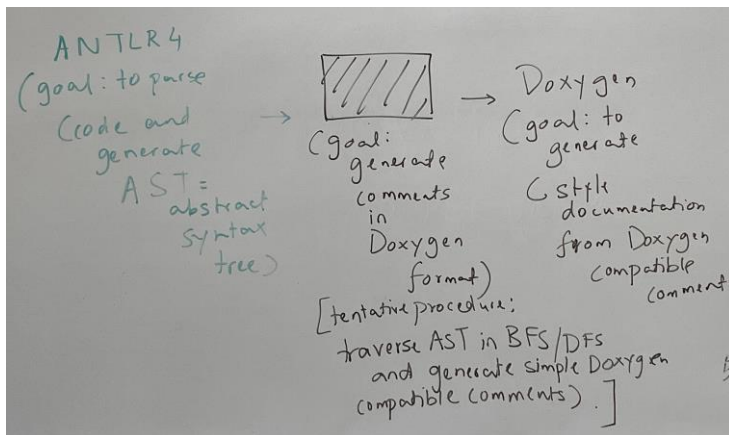 ANTLR4
(goal: to parse
C code and
generate
AST =
abstract
syntax
tree)
(goal:
generate
comments
in
Doxygen
format)
[tentative procedure:
traverse AST in BFS/DFS
and generate simple Doxygen
compatible comments).]
Doxygen
(goal: to
generate
C style
documentation
from Doxygen
compatible
comment